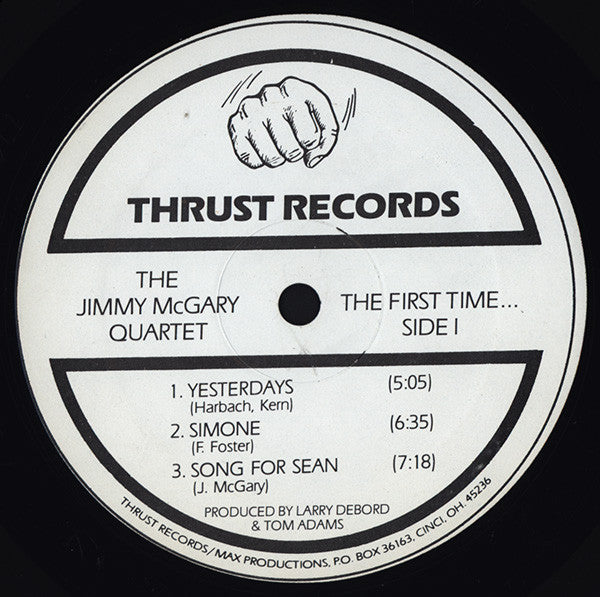 THRUST RECORDS
THE
JIMMY McGARY
QUARTET
THE FIRST TIME...
SIDE I
1. YESTERDAYS (5:05)
(Harbach, Kern)
2. SIMONE (6:35)
(F. Foster)
3. SONG FOR SEAN (7:18)
(J. McGary)
PRODUCED BY LARRY DEBORD
& TOM ADAMS
THRUST RECORDS/MAX PRODUCTIONS, P.O. BOX 36163, CINCI, OH. 45236